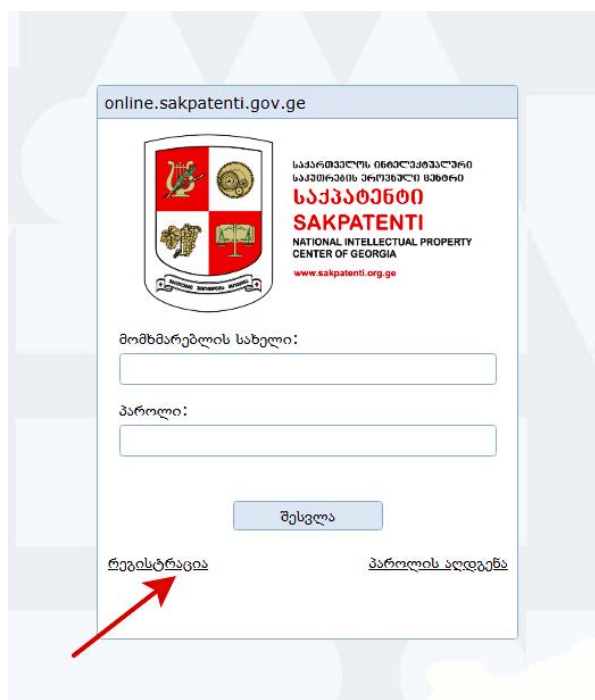 online.sakpatenti.gov.ge
საქართველოს ინტელექტუალური
საკუთრების ეროვნული ცენტრი
საქპატენტი
SAKPATENTI
NATIONAL INTELLECTUAL PROPERTY
CENTER OF GEORGIA
www.sakpatenti.org.ge
მომხმარებლის სახელი:
პაროლი:
შესვლა
რეგისტრაცია პაროლის აღდგენა